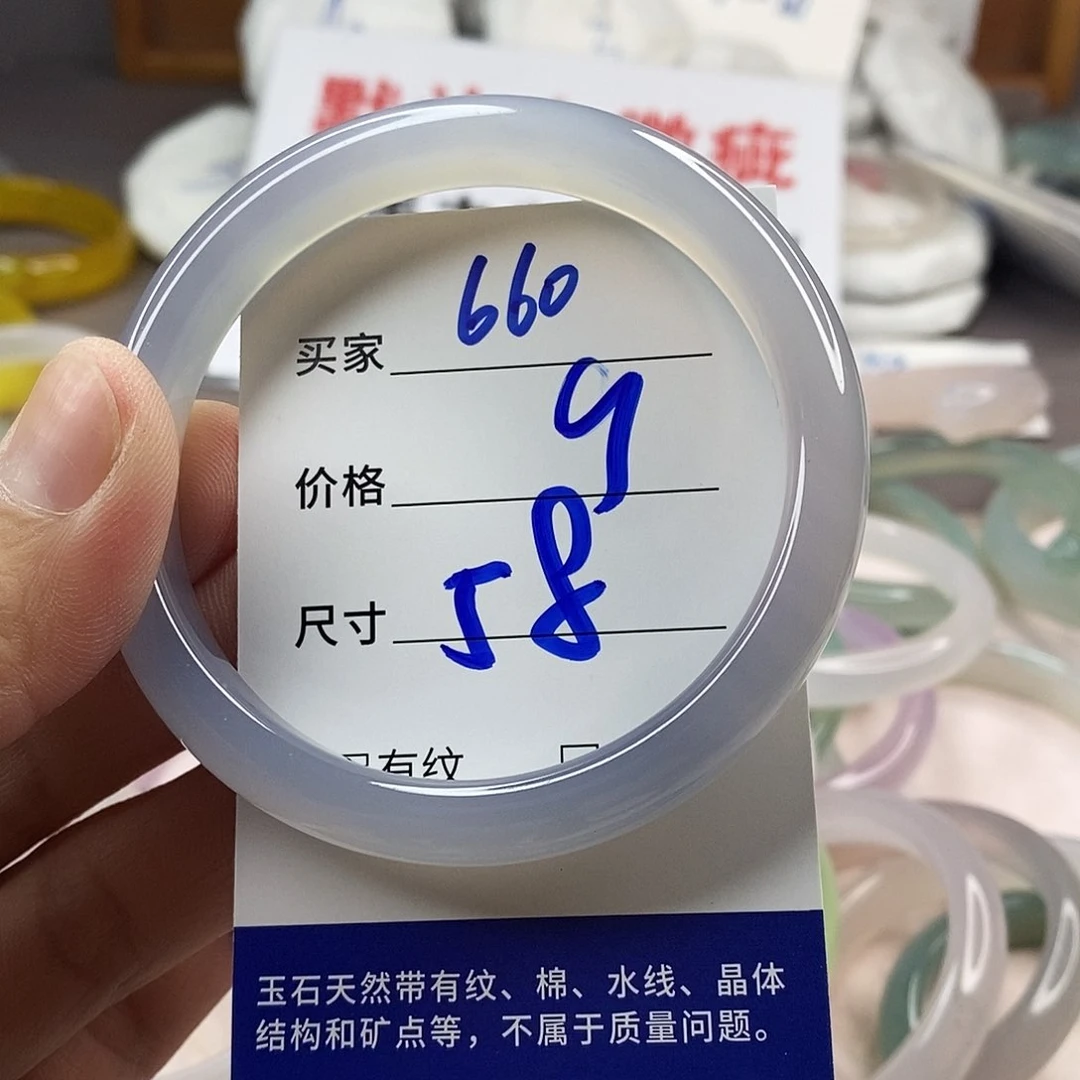 买家 660
价格 9
尺寸 58
有纹
玉石天然带有纹、棉、水线、晶体
结构和矿点等，不属于质量问题。